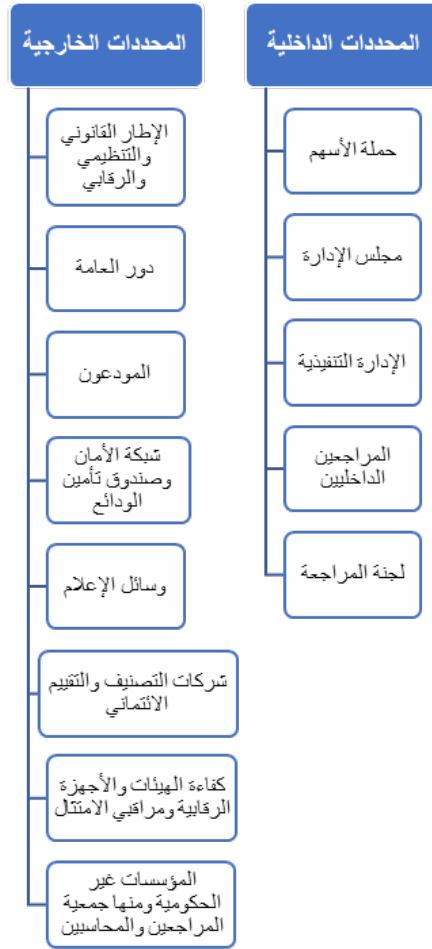 المحددات الداخلية
حملة الأسهم
مجلس الإدارة
الإدارة التنفيذية
المراجعين
الداخليين
لجنة المراجعة
المحددات الخارجية
الإطار القانوني
والتنظيمي
والرقابي
دور العامة
المودعون
شبكة الأمان
وصندوق تأمين
الودائع
وسائل الإعلام
شركات التصنيف والتقييم
الائتماني
كفاءة الهيئات والأجهزة
الرقابية ومراقبي الامتثال
المؤسسات غير
الحكومية ومنها جمعية
المراجعين والمحاسبين